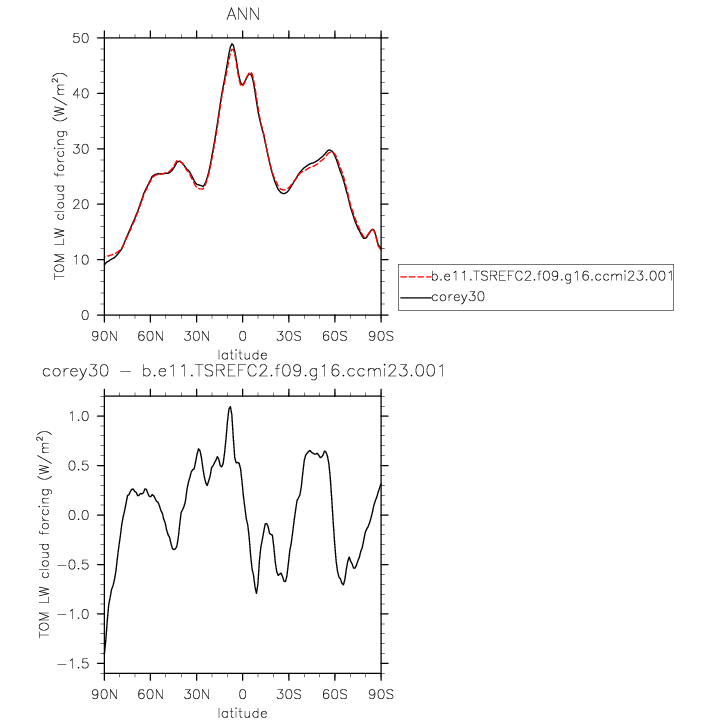 ANN
TOM LW cloud forcing (W/m²)
50
40
30
20
10
0
90N 60N 30N 0 30S 60S 90S
latitude
b.e11.TSREFC2.f09.g16.ccmi23.001
corey30
corey30 − b.e11.TSREFC2.f09.g16.ccmi23.001
TOM LW cloud forcing (W/m²)
1.0
0.5
0.0
−0.5
−1.0
−1.5
90N 60N 30N 0 30S 60S 90S
latitude